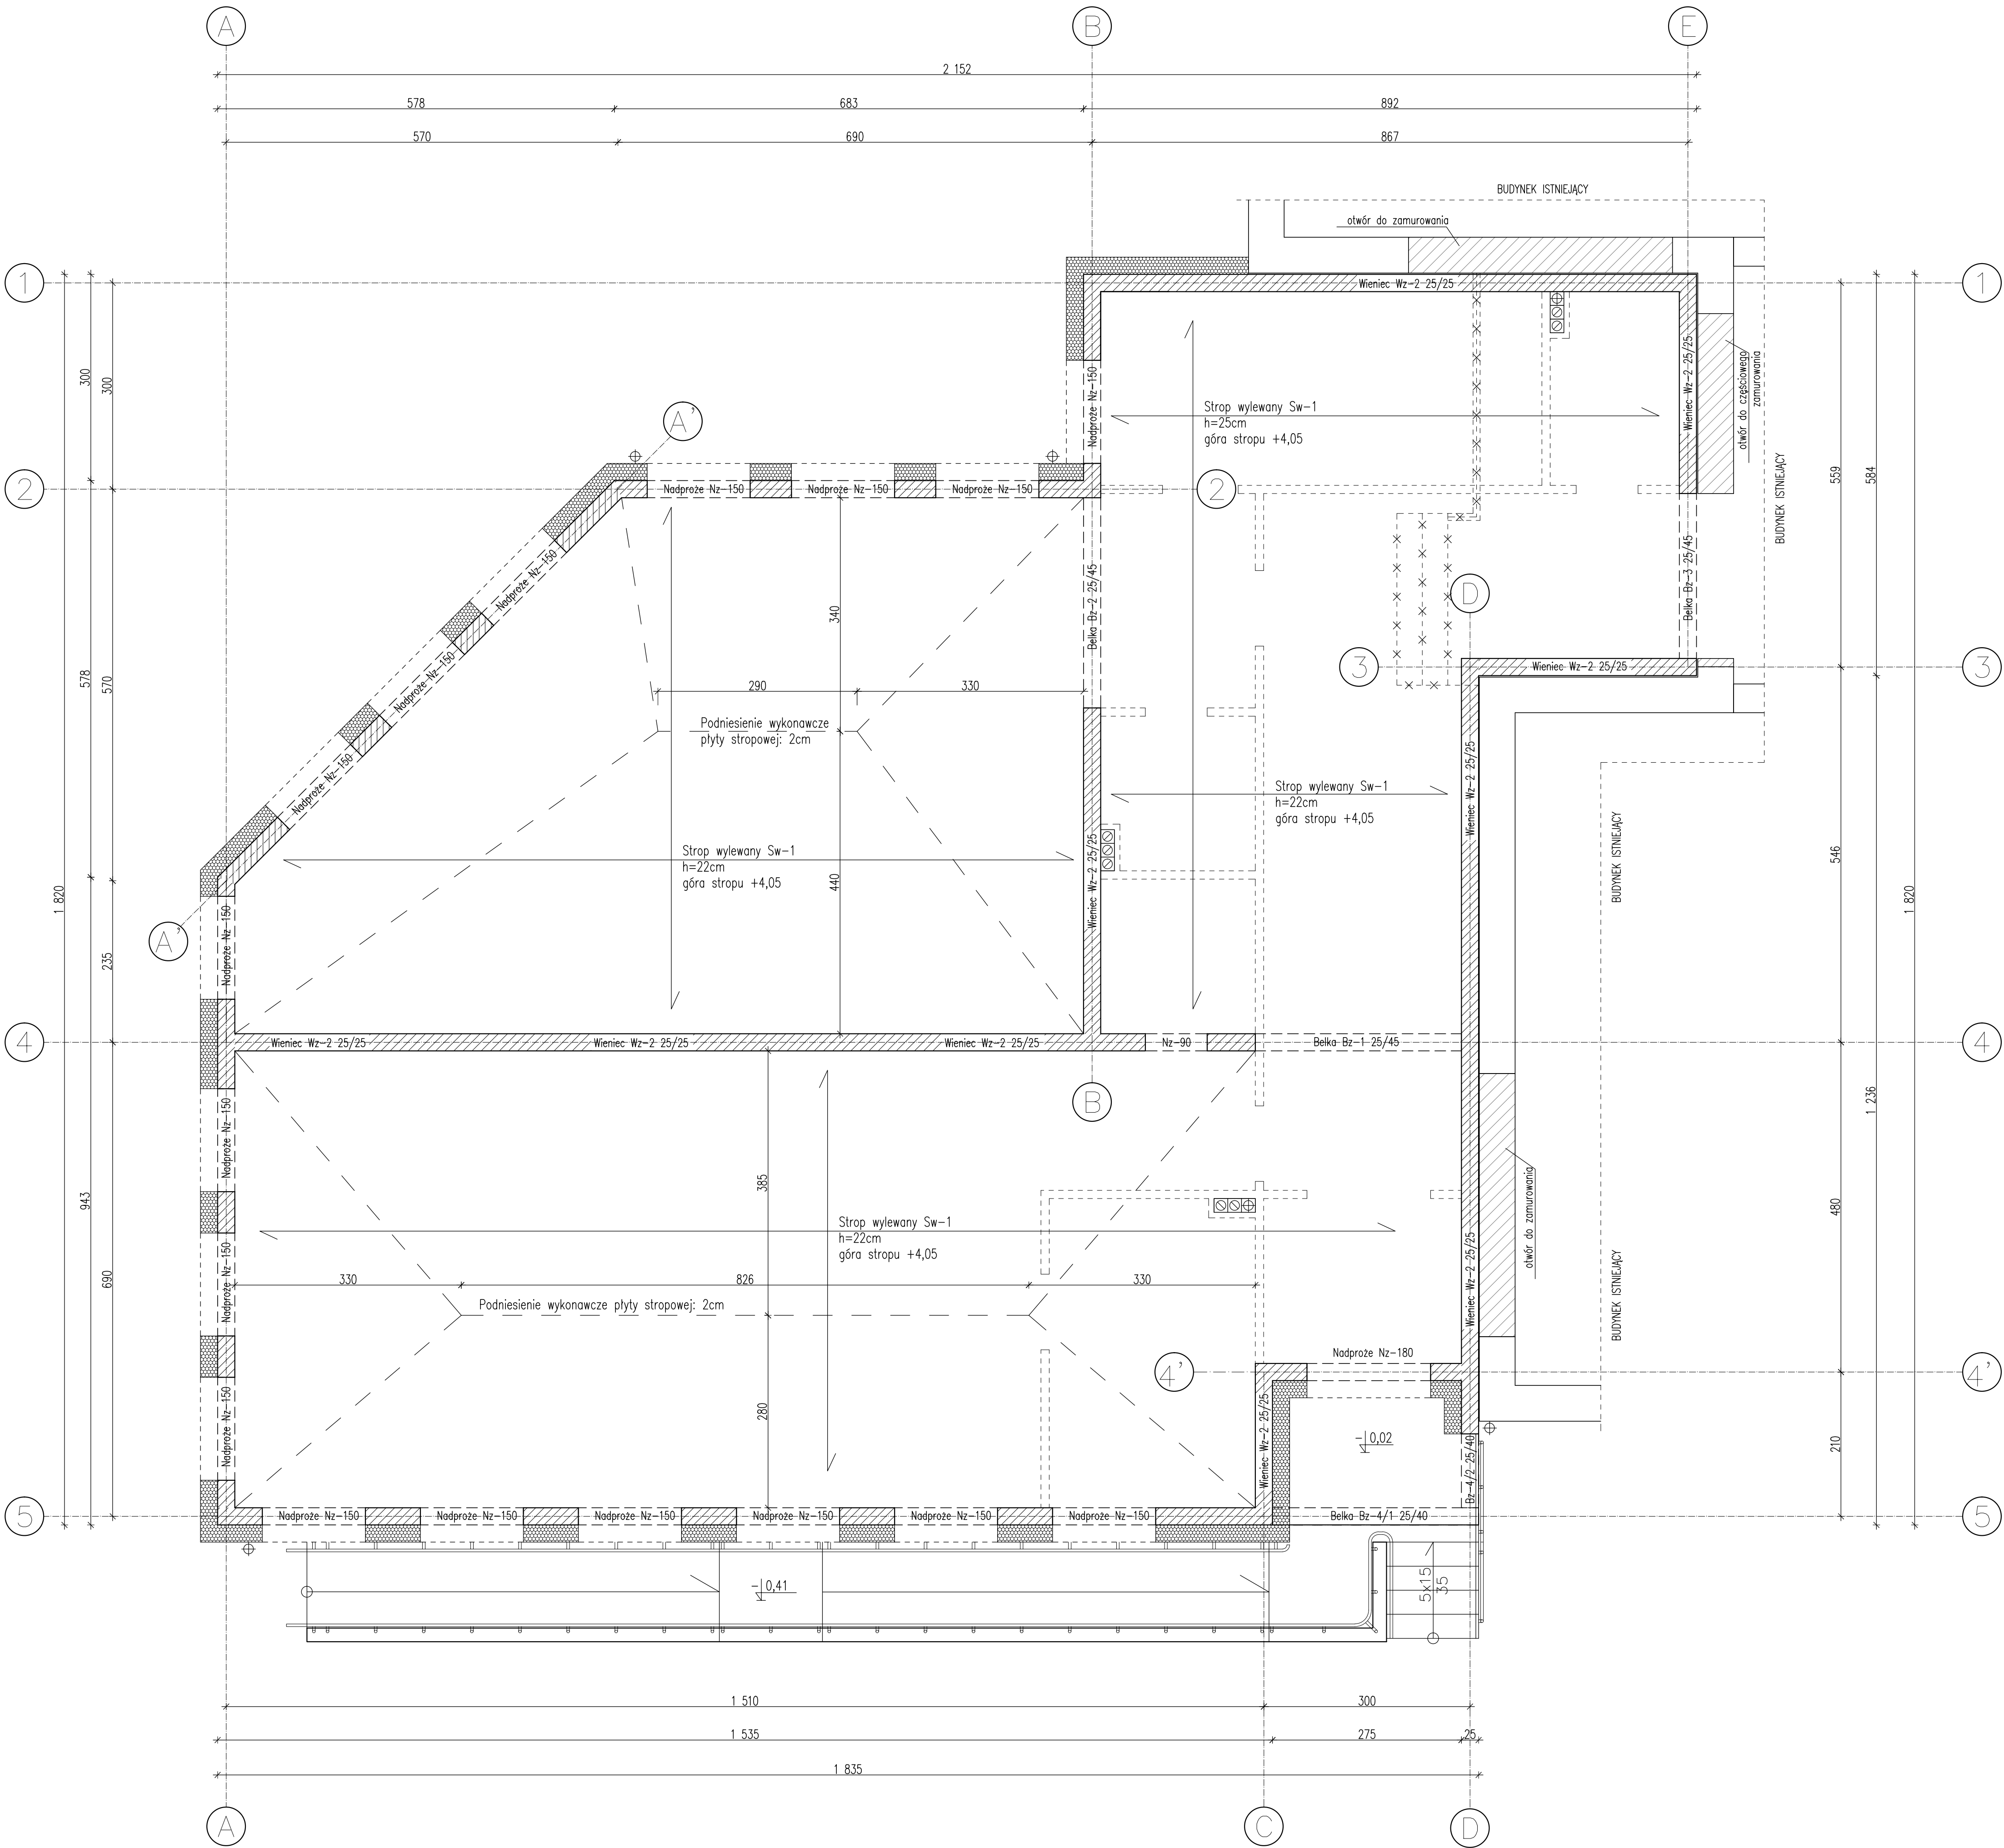 A
B
E
2 152
578
683
892
570
690
867
BUDYNEK ISTNIEJĄCY
otwór do zamurowania
1
1
Wieniec Wz-2 25/25
Wieniec Wz-2 25/25
otwór do częściowego
zamurowania
300
300
Nadproże Nz-150
Strop wylewany Sw-1
h=25cm
góra stropu +4,05
A'
2
Nadproże Nz-150
Nadproże Nz-150
Nadproże Nz-150
2
559
584
BUDYNEK ISTNIEJĄCY
Nadproże Nz-150
Belka Bz-2 25/45
340
D
Belka Bz-3 25/45
578
570
Nadproże Nz-150
290
330
3
Wieniec Wz-2 25/25
3
Podniesienie wykonawcze
płyty stropowej: 2cm
Nadproże Nz-150
Wieniec Wz-2 25/25
Strop wylewany Sw-1
h=22cm
góra stropu +4,05
Strop wylewany Sw-1
h=22cm
góra stropu +4,05
440
Wieniec Wz-2 25/25
BUDYNEK ISTNIEJĄCY
546
1 820
1 820
A'
235
Nadproże Nz-150
4
Wieniec Wz-2 25/25
Wieniec Wz-2 25/25
Wieniec Wz-2 25/25
Nz-90
Belka Bz-1 25/45
4
B
1 236
Nadproże Nz-150
385
943
480
otwór do zamurowania
Strop wylewany Sw-1
h=22cm
góra stropu +4,05
690
Nadproże Nz-150
330
826
330
Wieniec Wz-2 25/25
BUDYNEK ISTNIEJĄCY
Podniesienie wykonawcze płyty stropowej: 2cm
Nadproże Nz-180
4'
4'
Nadproże Nz-150
280
Wieniec Wz-2 25/25
-0,02
Bz-4/2 25/40
210
5
Nadproże Nz-150
Nadproże Nz-150
Nadproże Nz-150
Nadproże Nz-150
Nadproże Nz-150
Nadproże Nz-150
Belka Bz-4/1 25/40
5
-0,41
5x15
35
1 510
300
1 535
275
25
1 835
A
C
D